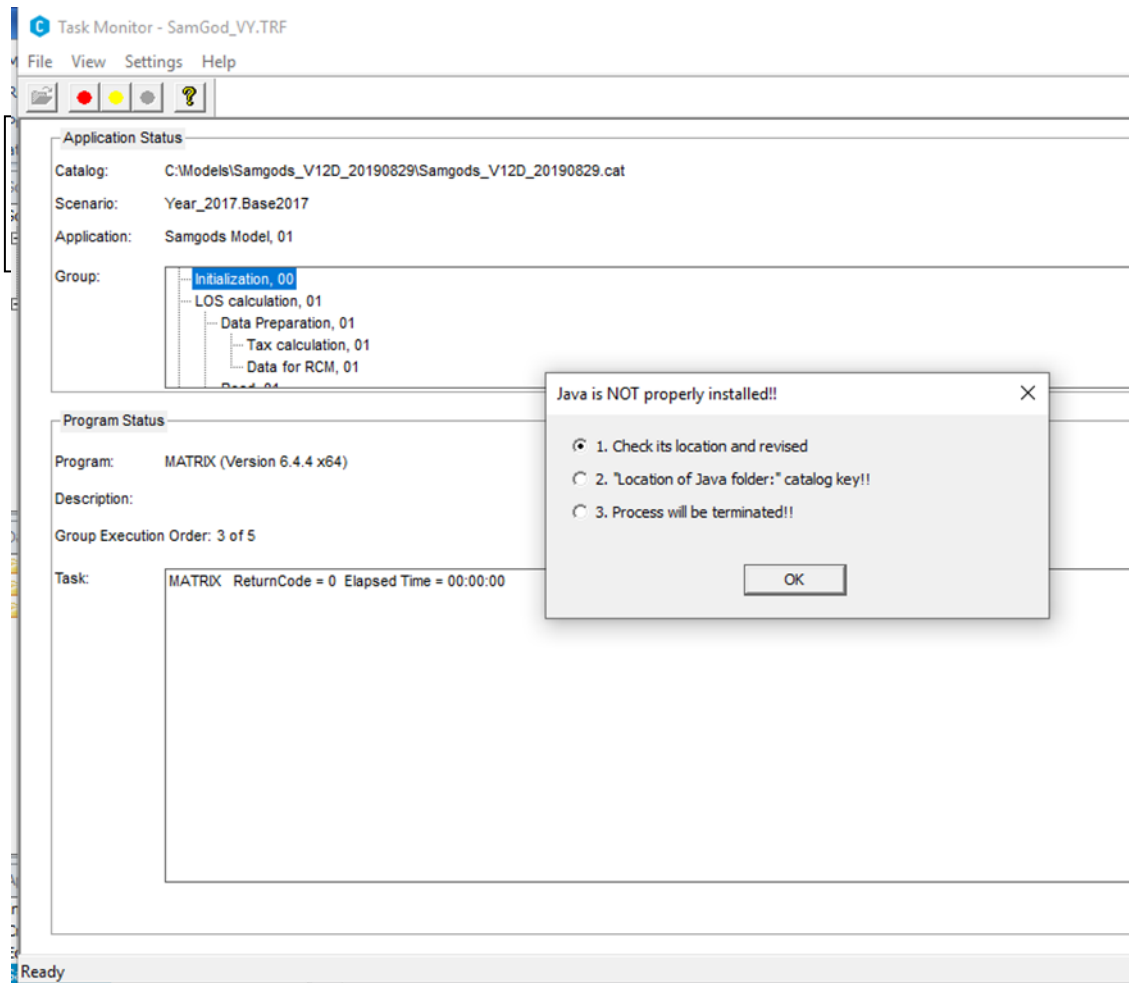 Task Monitor - SamGod_VY.TRF
File View Settings Help
Application Status
Catalog: C:\Models\Samgods_V12D_20190829\Samgods_V12D_20190829.cat
Scenario: Year_2017.Base2017
Application: Samgods Model, 01
Group: Initialization, 00
LOS calculation, 01
Data Preparation, 01
Tax calculation, 01
Data for RCM, 01
Java is NOT properly installed!!
1. Check its location and revised
2. "Location of Java folder:" catalog key!!
3. Process will be terminated!!
OK
Program Status
Program: MATRIX (Version 6.4.4 x64)
Description:
Group Execution Order: 3 of 5
Task: MATRIX ReturnCode = 0 Elapsed Time = 00:00:00
Ready